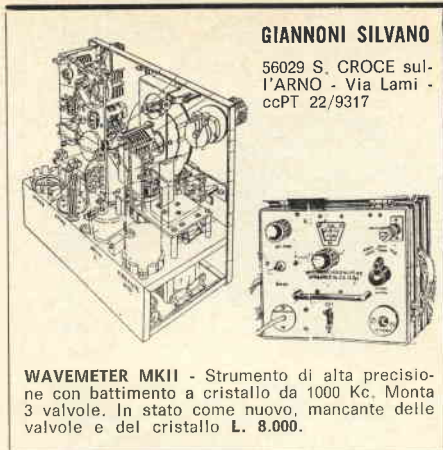 GIANNONI SILVANO
56029 S. CROCE sul-
l'ARNO - Via Lami -
ccPT 22/9317
WAVEMETER MKII - Strumento di alta precisio-
ne con battimento a cristallo da 1000 Kc. Monta
3 valvole. In stato come nuovo, mancante delle
valvole e del cristallo L. 8.000.